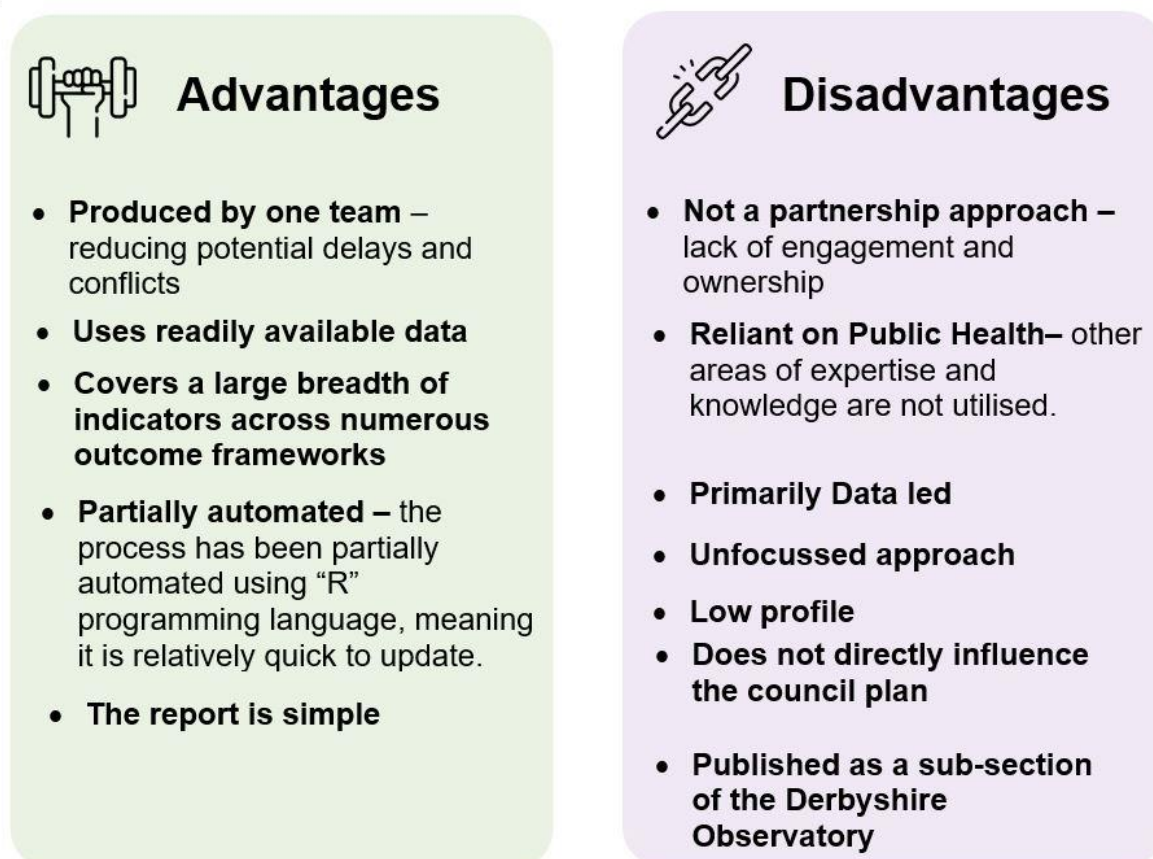 Advantages
• Produced by one team –
reducing potential delays and
conflicts
• Uses readily available data
• Covers a large breadth of
indicators across numerous
outcome frameworks
• Partially automated – the
process has been partially
automated using “R”
programming language, meaning
it is relatively quick to update.
• The report is simple
Disadvantages
• Not a partnership approach –
lack of engagement and
ownership
• Reliant on Public Health– other
areas of expertise and
knowledge are not utilised.
• Primarily Data led
• Unfocussed approach
• Low profile
• Does not directly influence
the council plan
• Published as a sub-section
of the Derbyshire
Observatory